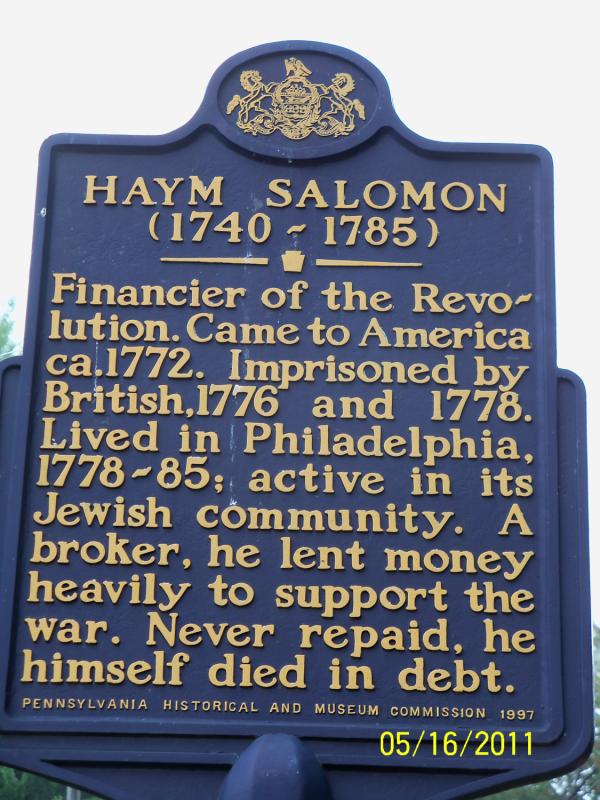 HAYM SALOMON
(1740 ~ 1785)
Financier of the Revo~
lution. Came to America
ca.1772. Imprisoned by
British,1776 and 1778.
Lived in Philadelphia,
1778~85; active in its
Jewish community. A
broker, he lent money
heavily to support the
war. Never repaid, he
himself died in debt.
PENNSYLVANIA HISTORICAL AND MUSEUM COMMISSION 1997
05/16/2011